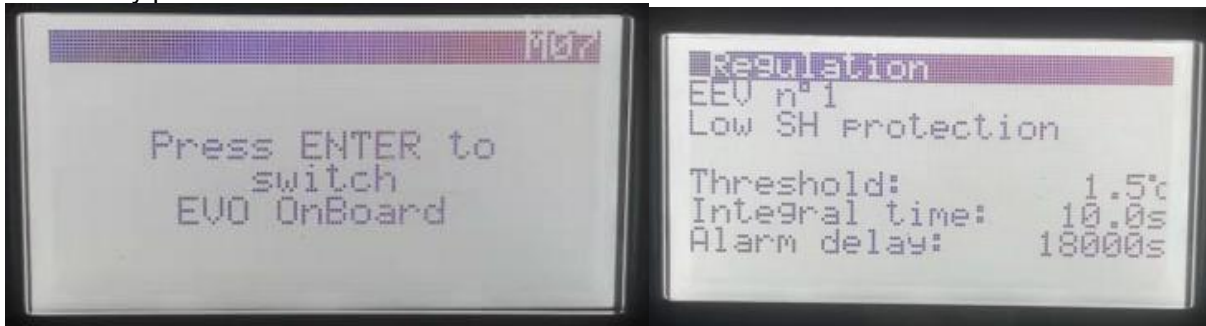 M07
Press ENTER to
switch
EVO OnBoard
Regulation
EEV n°1
Low SH protection
Threshold: 1.5°c
Integral time: 10.0s
Alarm delay: 18000s